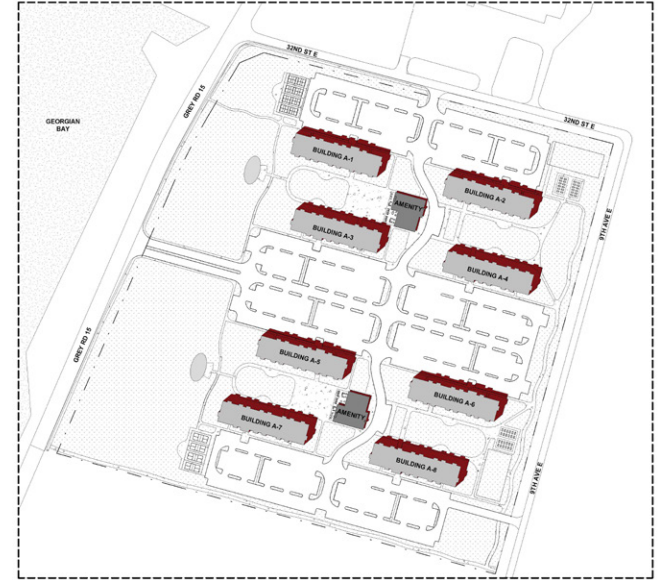 32ND ST E
GREY RD 15
GEORGIAN
BAY
32ND ST E
BUILDING A-1
BUILDING A-2
AMENITY
BUILDING A-3
9TH AVE E
BUILDING A-4
GREY RD 15
BUILDING A-5
BUILDING A-6
AMENITY
BUILDING A-7
BUILDING A-8
9TH AVE E